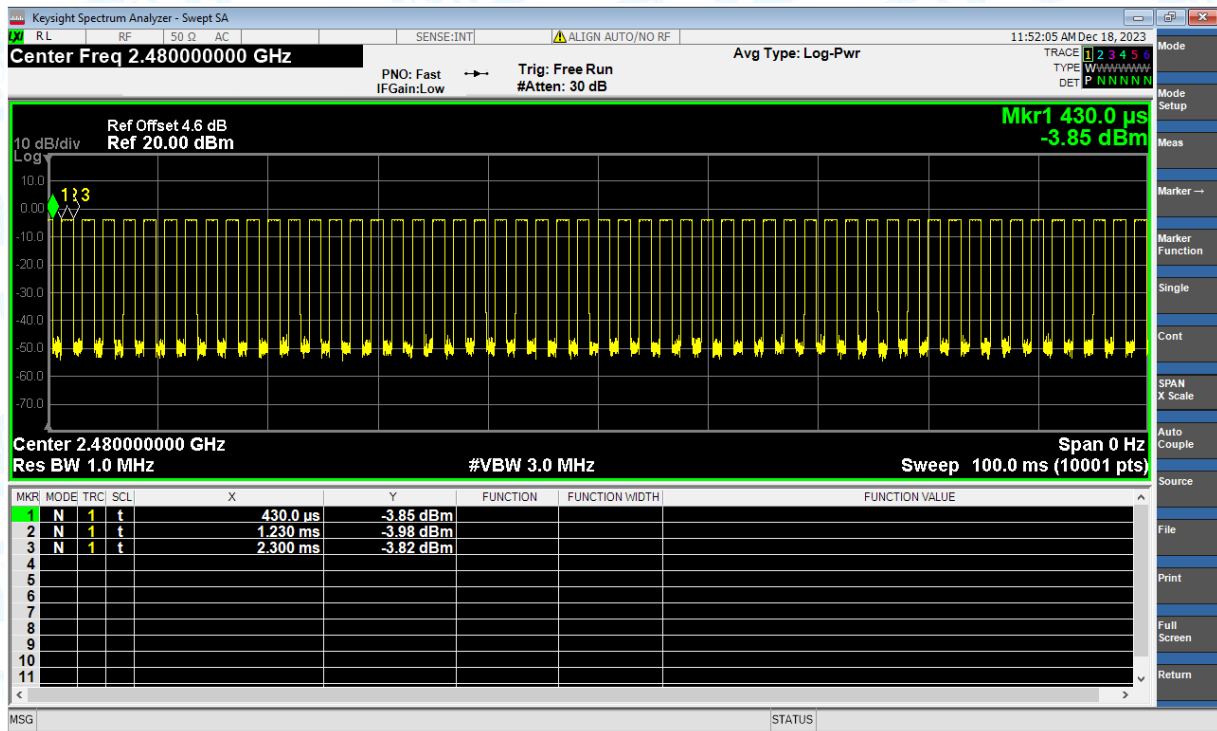 Keysight Spectrum Analyzer - Swept SA
LXI RL RF 50 Ω AC SENSE:INT ALIGN AUTO/NO RF 11:52:05 AM Dec 18, 2023
Center Freq 2.480000000 GHz
Avg Type: Log-Pwr
TRACE 1 2 3 4 5 6
TYPE WWWWWW
DET P N N N N N
PNO: Fast
IFGain:Low
Trig: Free Run
#Atten: 30 dB
Mkr1 430.0 µs
-3.85 dBm
Ref Offset 4.6 dB
10 dB/div Ref 20.00 dBm
Log
10.0
0.00
-10.0
-20.0
-30.0
-40.0
-50.0
-60.0
-70.0
1 2 3
Center 2.480000000 GHz Span 0 Hz
Res BW 1.0 MHz #VBW 3.0 MHz Sweep 100.0 ms (10001 pts)
MKR MODE TRC SCL X Y FUNCTION FUNCTION WIDTH FUNCTION VALUE
1 N 1 t 430.0 µs -3.85 dBm
2 N 1 t 1.230 ms -3.98 dBm
3 N 1 t 2.300 ms -3.82 dBm
4
5
6
7
8
9
10
11
MSG STATUS
Mode
Mode
Setup
Meas
Marker →
Marker
Function
Single
Cont
SPAN
X Scale
Auto
Couple
Source
File
Print
Full
Screen
Return